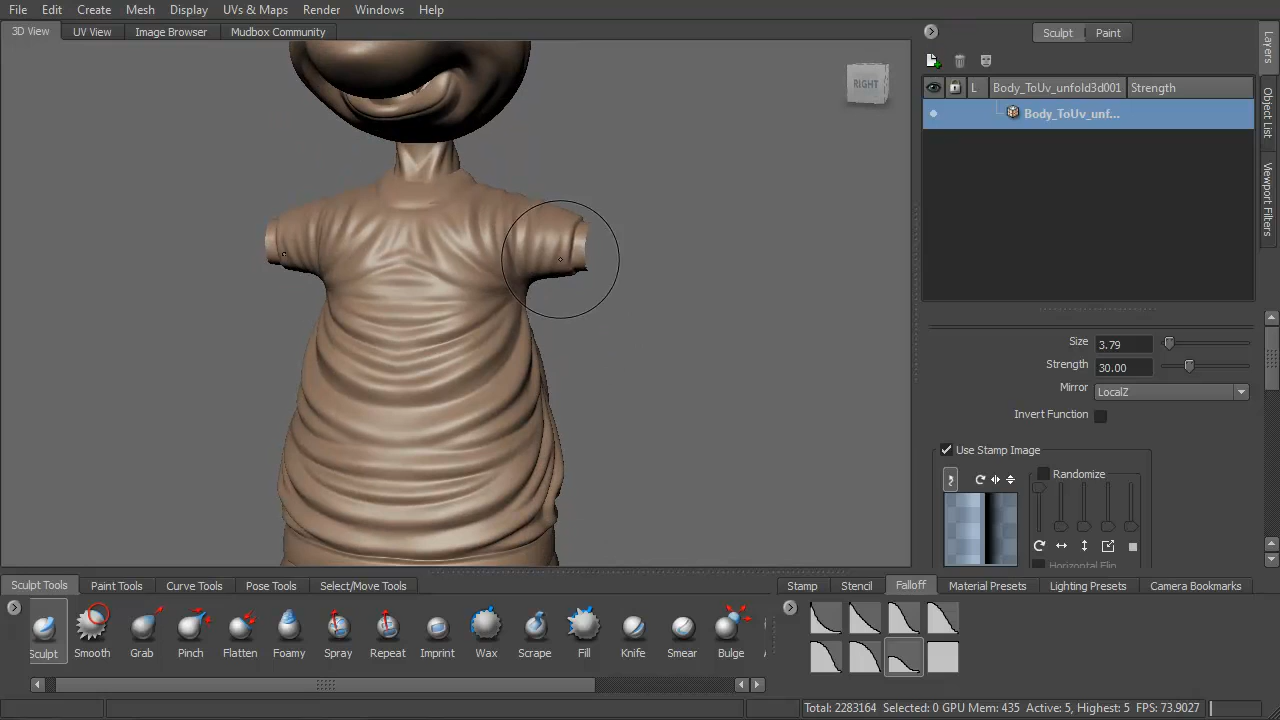 File Edit Create Mesh Display UVs & Maps Render Windows Help
3D View UV View Image Browser Mudbox Community
RIGHT
Sculpt Paint
Layers
Object List
Viewport Filters
L Body_ToUv_unfold3d001 Strength
Body_ToUv_unf...
Size 3.79
Strength 30.00
Mirror LocalZ
Invert Function
Use Stamp Image
Randomize
Horizontal Flip
Sculpt Tools Paint Tools Curve Tools Pose Tools Select/Move Tools
Stamp Stencil Falloff Material Presets Lighting Presets Camera Bookmarks
Sculpt Smooth Grab Pinch Flatten Foamy Spray Repeat Imprint Wax Scrape Fill Knife Smear Bulge
Total: 2283164 Selected: 0 GPU Mem: 435 Active: 5, Highest: 5 FPS: 73.9027